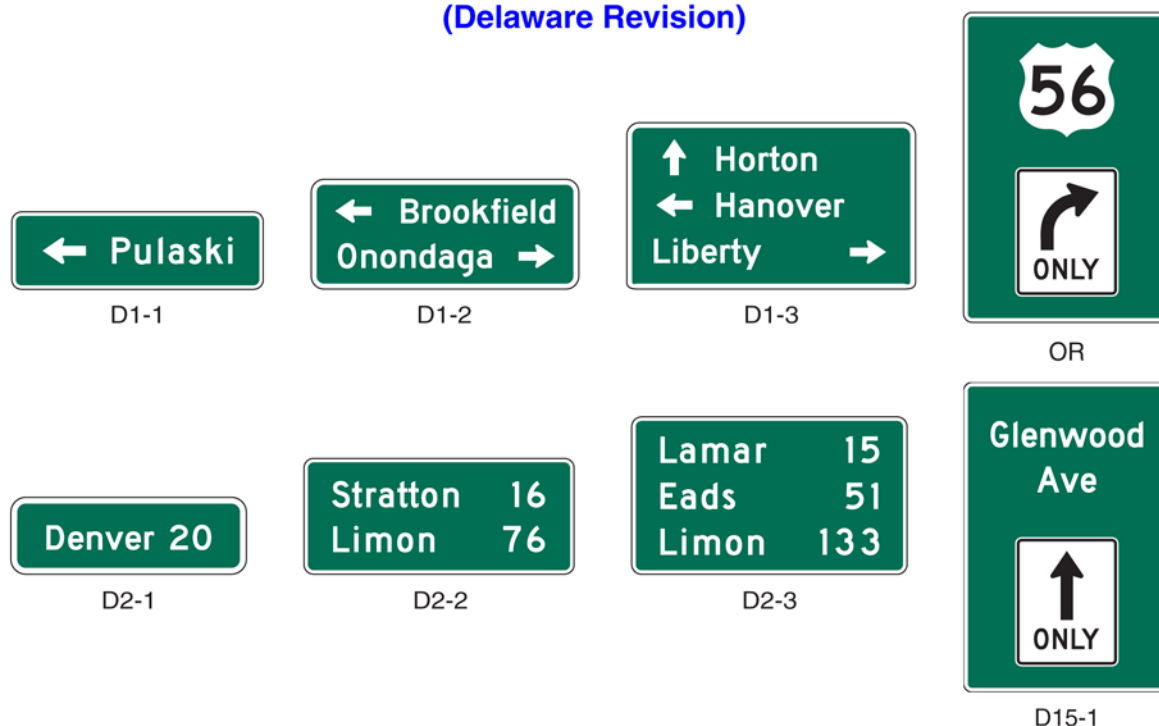 (Delaware Revision)
← Pulaski
D1-1
← Brookfield
Onondaga →
D1-2
↑ Horton
← Hanover
Liberty →
D1-3
56
ONLY
OR
Denver 20
D2-1
Stratton 16
Limon 76
D2-2
Lamar 15
Eads 51
Limon 133
D2-3
Glenwood
Ave
ONLY
D15-1